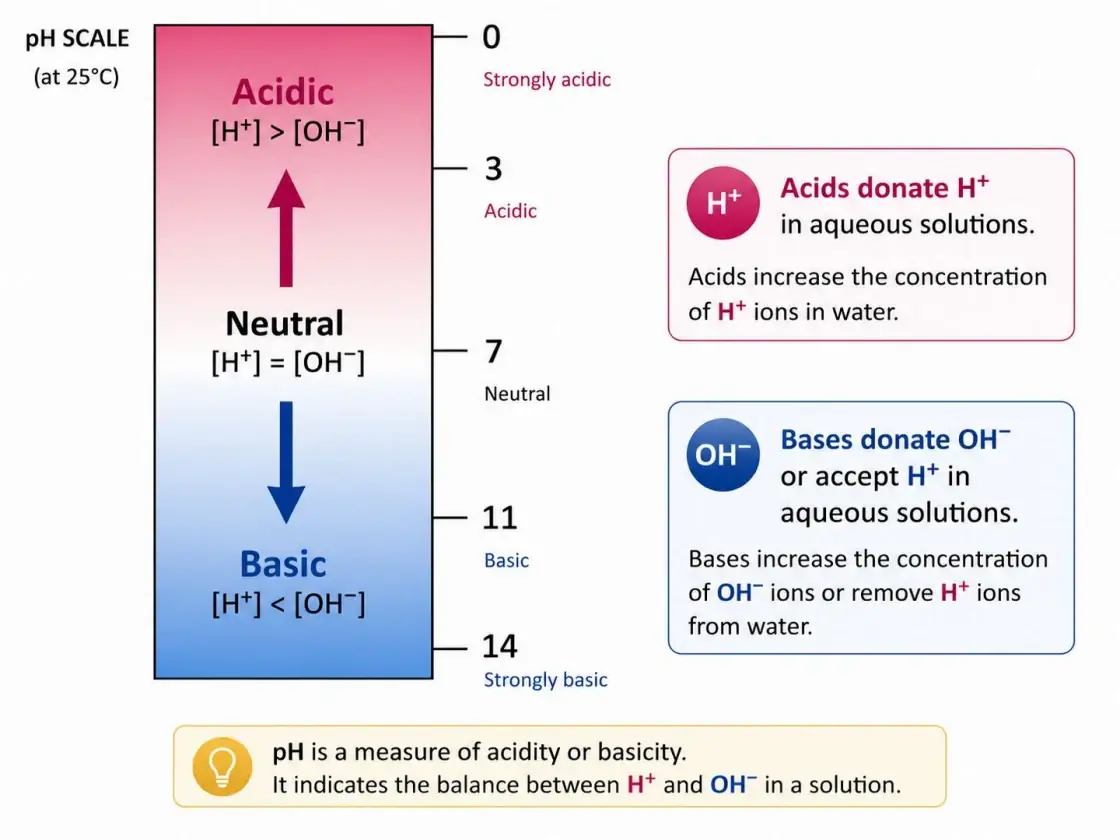 pH SCALE
(at 25°C)
Acidic
[H⁺] > [OH⁻]
Neutral
[H⁺] = [OH⁻]
Basic
[H⁺] < [OH⁻]
0
Strongly acidic
3
Acidic
7
Neutral
11
Basic
14
Strongly basic
H⁺
Acids donate H⁺
in aqueous solutions.
Acids increase the concentration
of H⁺ ions in water.
OH⁻
Bases donate OH⁻
or accept H⁺ in
aqueous solutions.
Bases increase the concentration
of OH⁻ ions or remove H⁺ ions
from water.
pH is a measure of acidity or basicity.
It indicates the balance between H⁺ and OH⁻ in a solution.